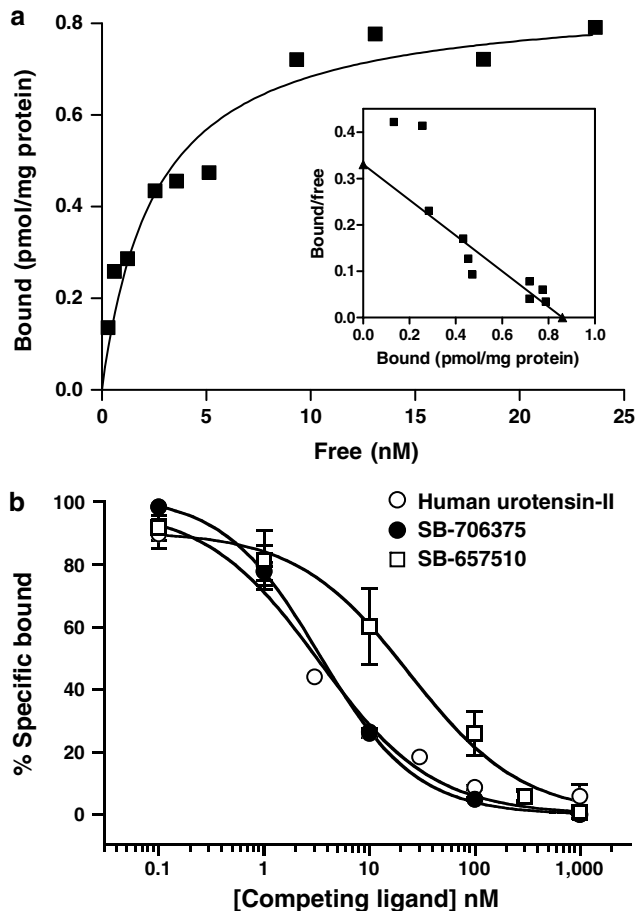 a
Bound (pmol/mg protein)
0.8
0.6
0.4
0.2
0.0
0 5 10 15 20 25
Free (nM)
Bound/free
0.4
0.3
0.2
0.1
0.0
0.0 0.2 0.4 0.6 0.8 1.0
Bound (pmol/mg protein)
b
Human urotensin-II
SB-706375
SB-657510
% Specific bound
100
80
60
40
20
0
0.1 1 10 100 1,000
[Competing ligand] nM